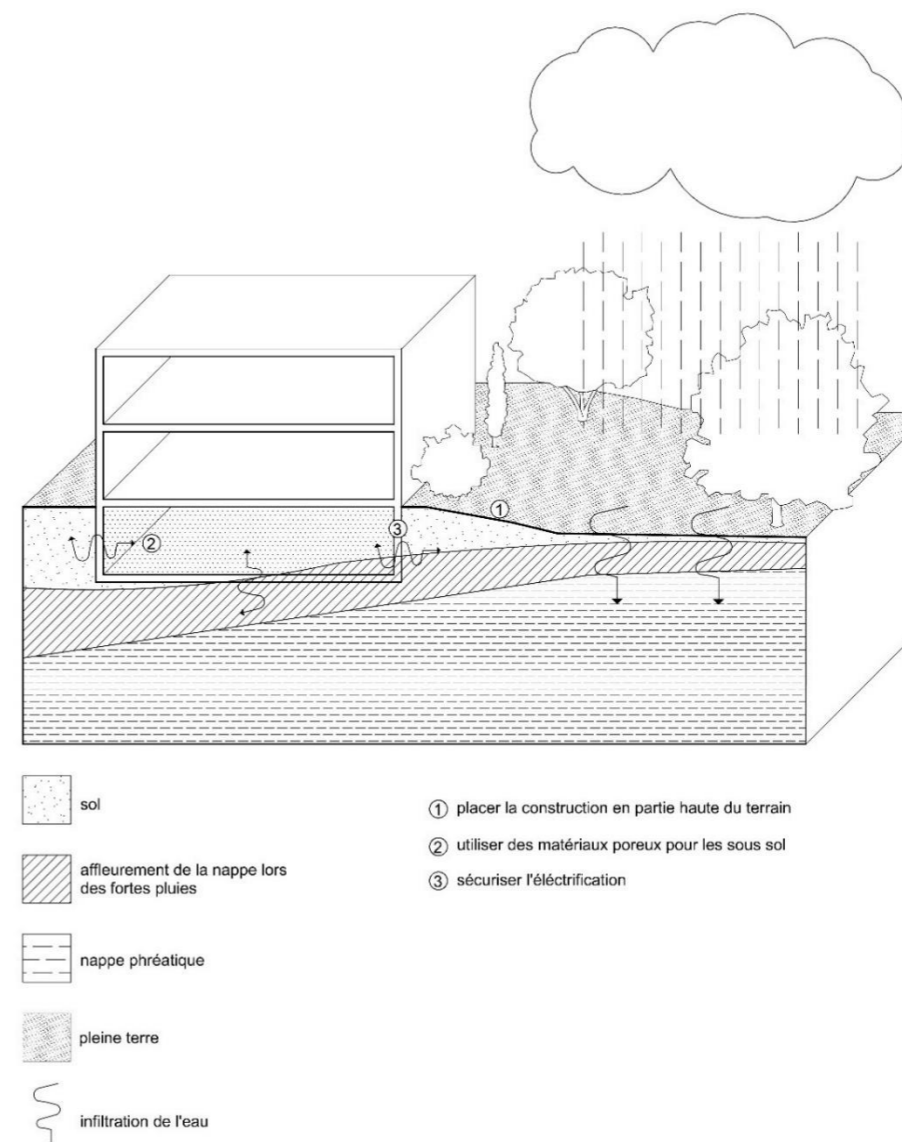 ①
②
③
sol
affleurement de la nappe lors
des fortes pluies
nappe phréatique
pleine terre
infiltration de l'eau
① placer la construction en partie haute du terrain
② utiliser des matériaux poreux pour les sous sol
③ sécuriser l'éléctrification